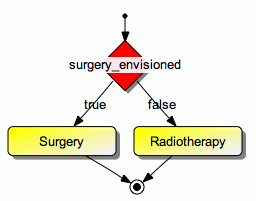 surgery_envisioned
true
false
Surgery
Radiotherapy